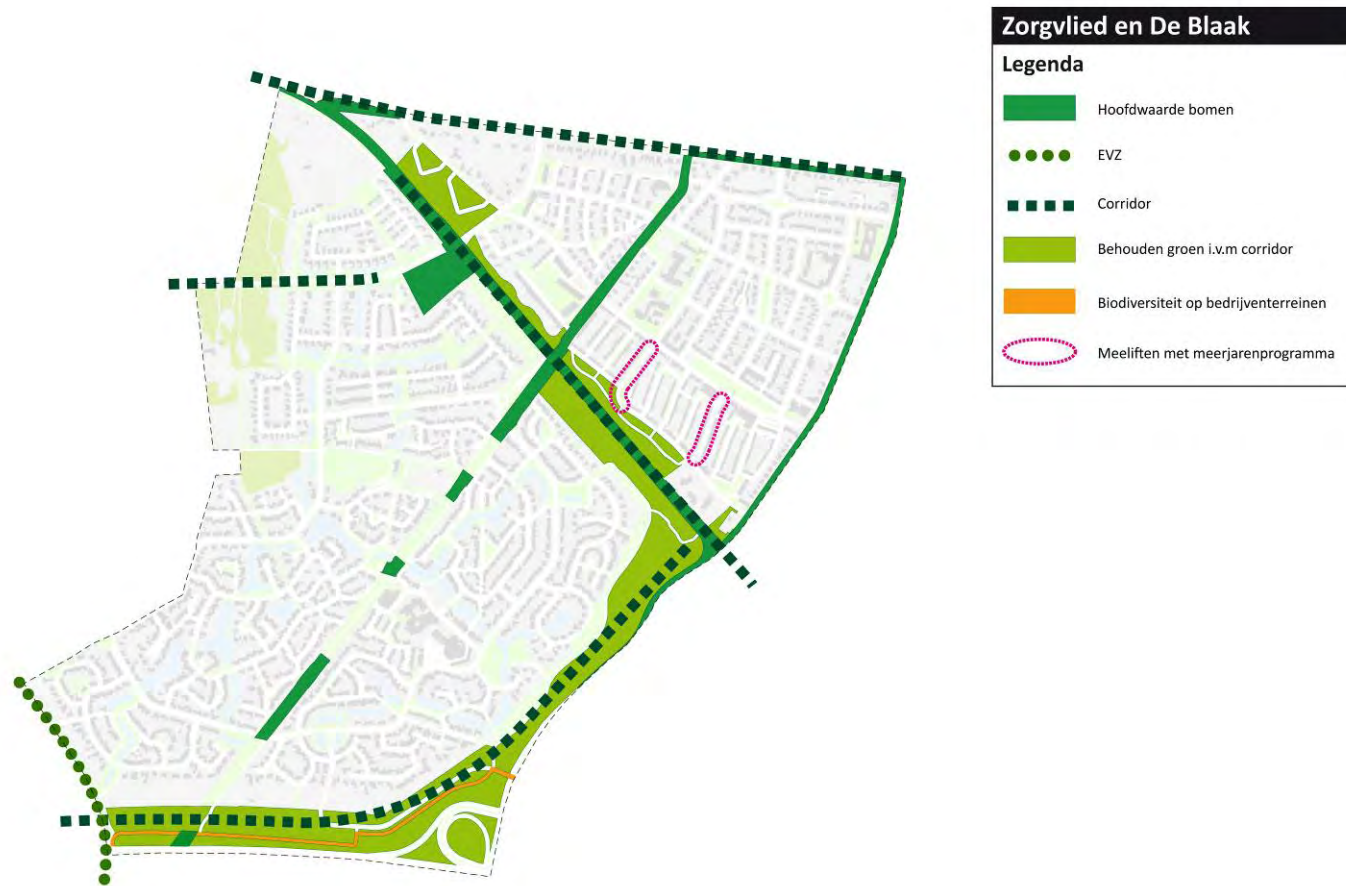 Zorgvlied en De Blaak
Legenda
Hoofdwaarde bomen
EVZ
Corridor
Behouden groen i.v.m corridor
Biodiversiteit op bedrijventerreinen
Meeliften met meerjarenprogramma